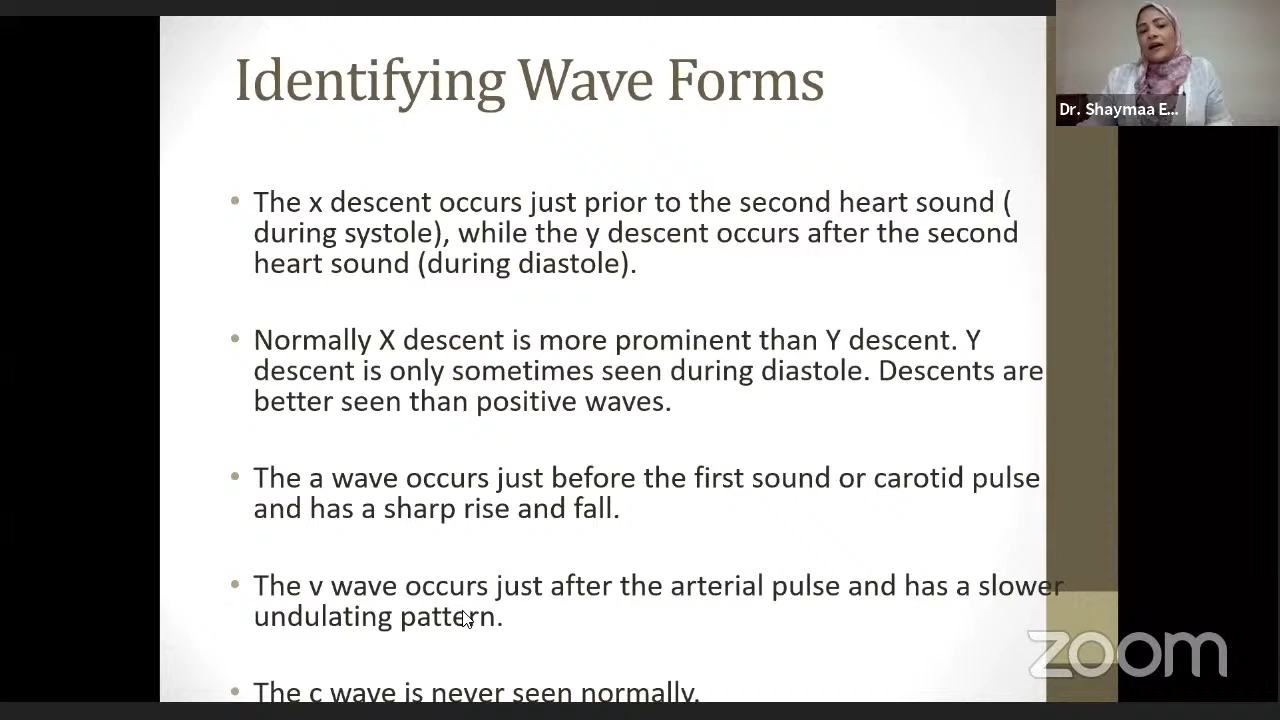 Identifying Wave Forms
Dr. Shaymaa E...
• The x descent occurs just prior to the second heart sound (
during systole), while the y descent occurs after the second
heart sound (during diastole).
• Normally X descent is more prominent than Y descent. Y
descent is only sometimes seen during diastole. Descents are
better seen than positive waves.
• The a wave occurs just before the first sound or carotid pulse
and has a sharp rise and fall.
• The v wave occurs just after the arterial pulse and has a slower
undulating pattern.
• The c wave is never seen normally.
zoom